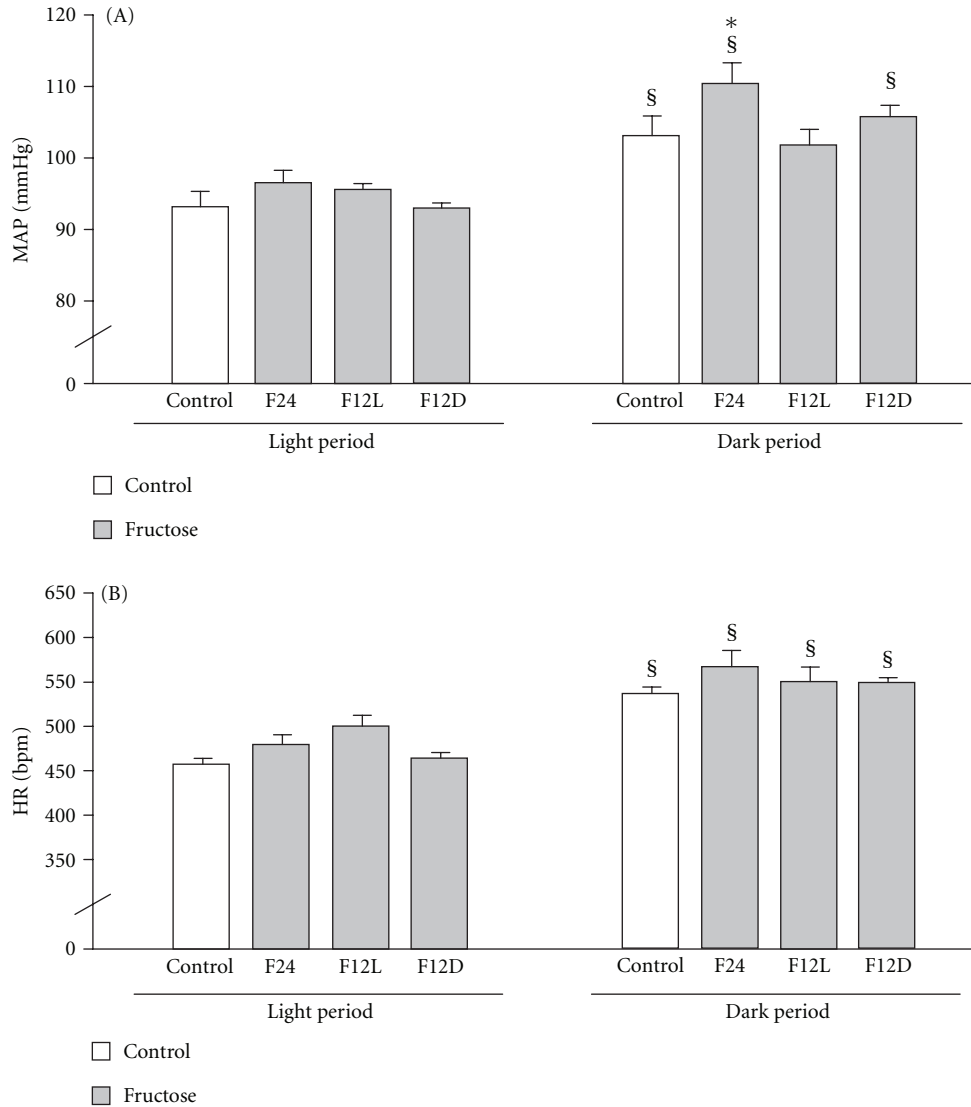 (A)
120
110
100
90
80
0
MAP (mmHg)
*
§ § §
Control F24 F12L F12D Control F24 F12L F12D
Light period Dark period
Control
Fructose
(B)
650
600
550
500
450
400
350
0
HR (bpm)
§ § § §
Control F24 F12L F12D Control F24 F12L F12D
Light period Dark period
Control
Fructose